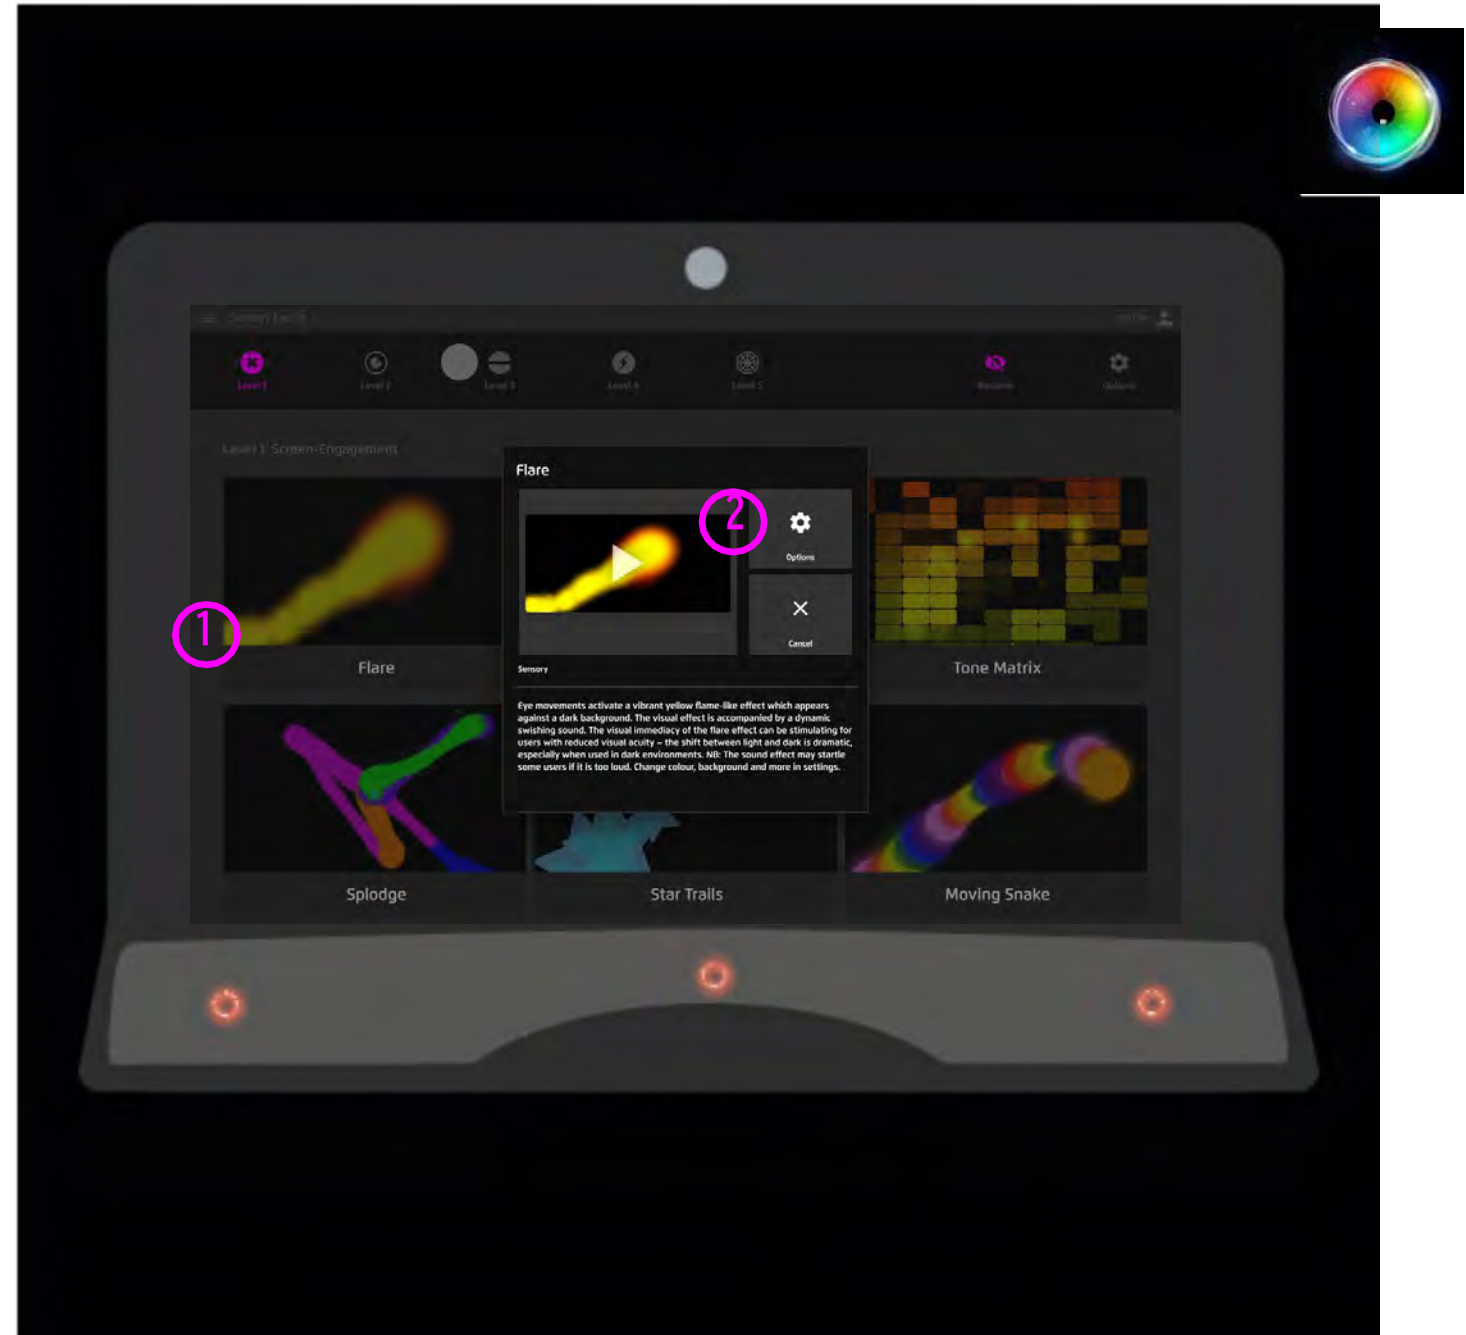 Level 1
Level 2
Level 3
Level 4
Level 5
Options
Level 1 Screen-Engagement
Flare
2
Options
1
Cancel
Flare
Sensory
Tone Matrix
Eye movements activate a vibrant yellow flame-like effect which appears
against a dark background. The visual effect is accompanied by a dynamic
swishing sound. The visual immediacy of the flare effect can be stimulating for
users with reduced visual acuity – the shift between light and dark is dramatic,
especially when used in dark environments. NB: The sound effect may startle
some users if it is too loud. Change colour, background and more in settings.
Splodge
Star Trails
Moving Snake